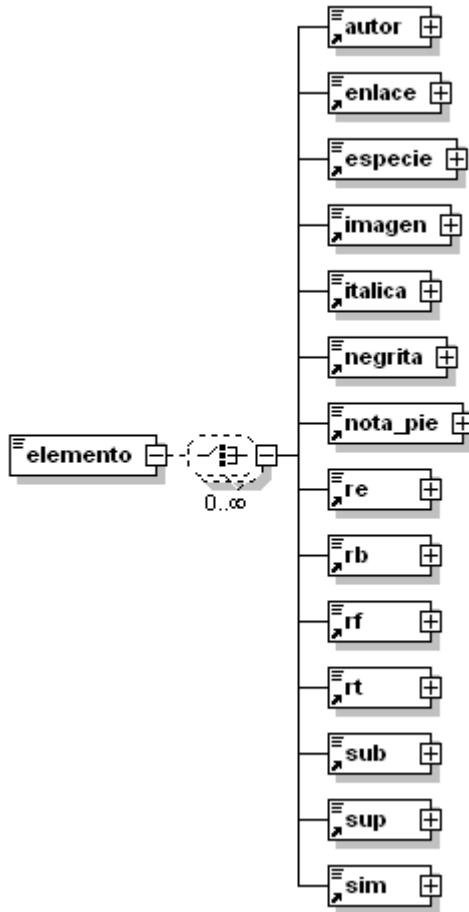 autor
enlace
especie
imagen
italica
negrita
elemento
nota_pie
0..∞
re
rb
rf
rt
sub
sup
sim